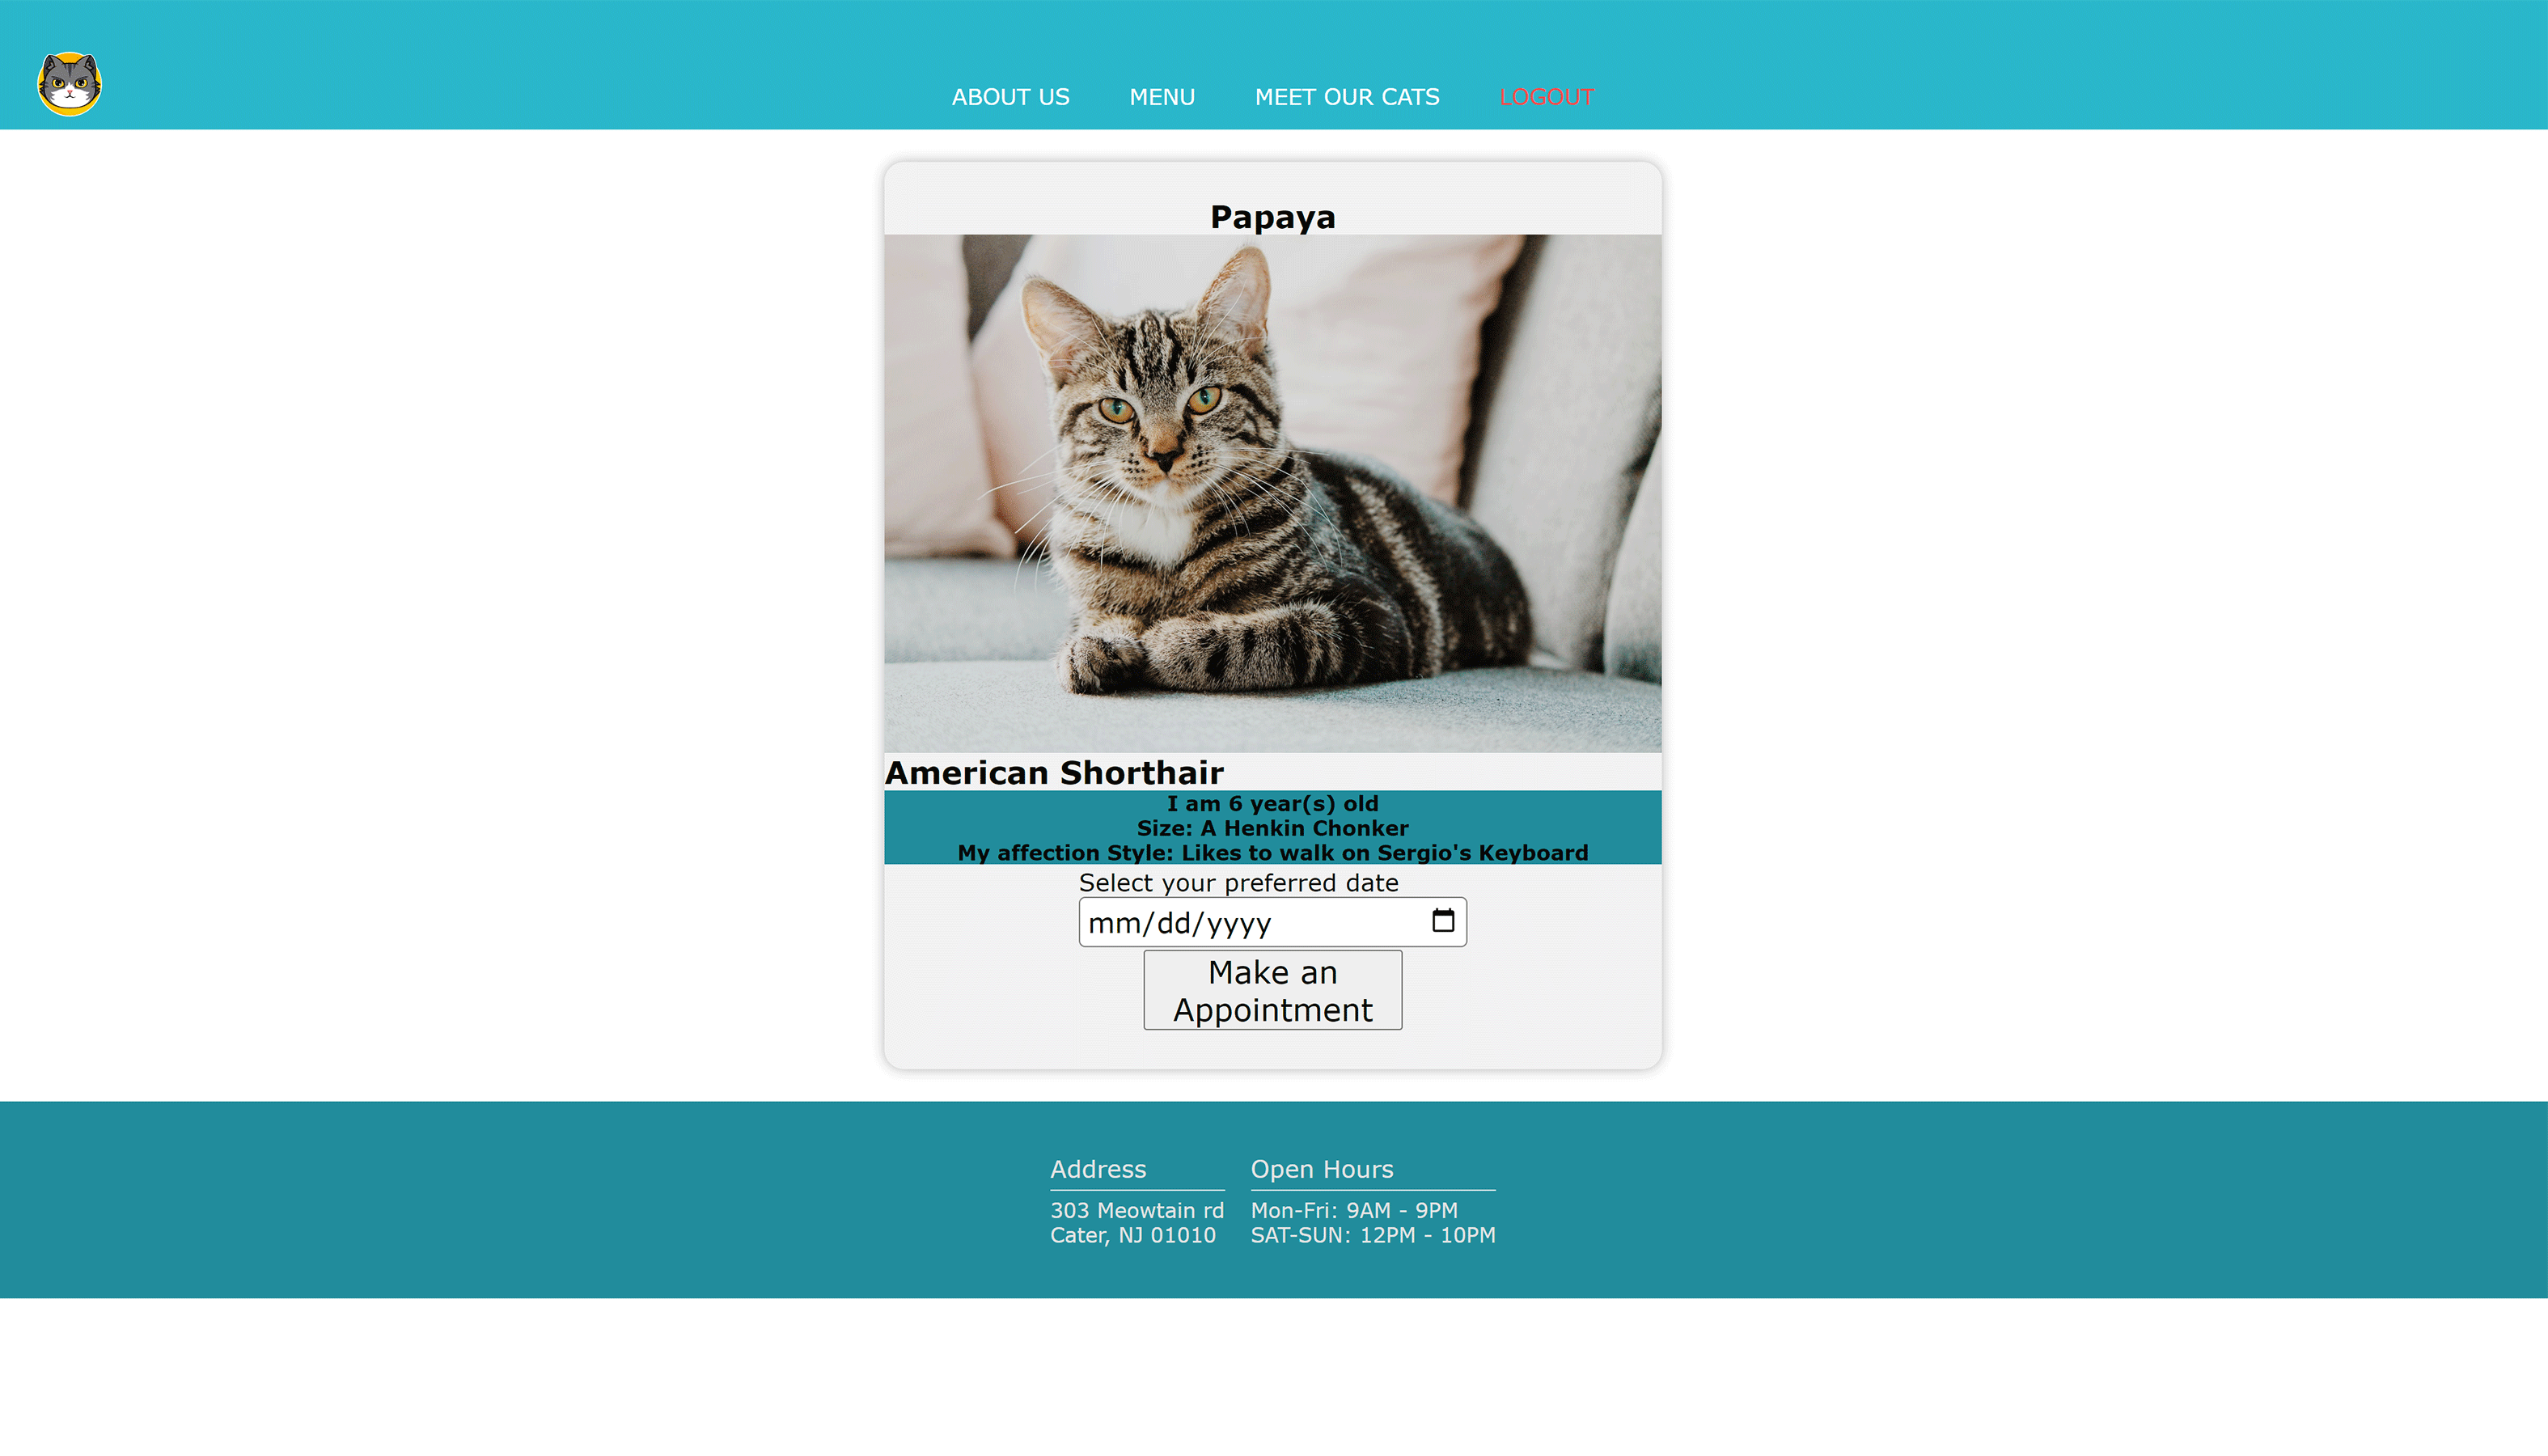 ABOUT US MENU MEET OUR CATS LOGOUT
Papaya
American Shorthair
I am 6 year(s) old
Size: A Henkin Chonker
My affection Style: Likes to walk on Sergio's Keyboard
Select your preferred date
mm/dd/yyyy
Make an
Appointment
Address
303 Meowtain rd
Cater, NJ 01010
Open Hours
Mon-Fri: 9AM - 9PM
SAT-SUN: 12PM - 10PM